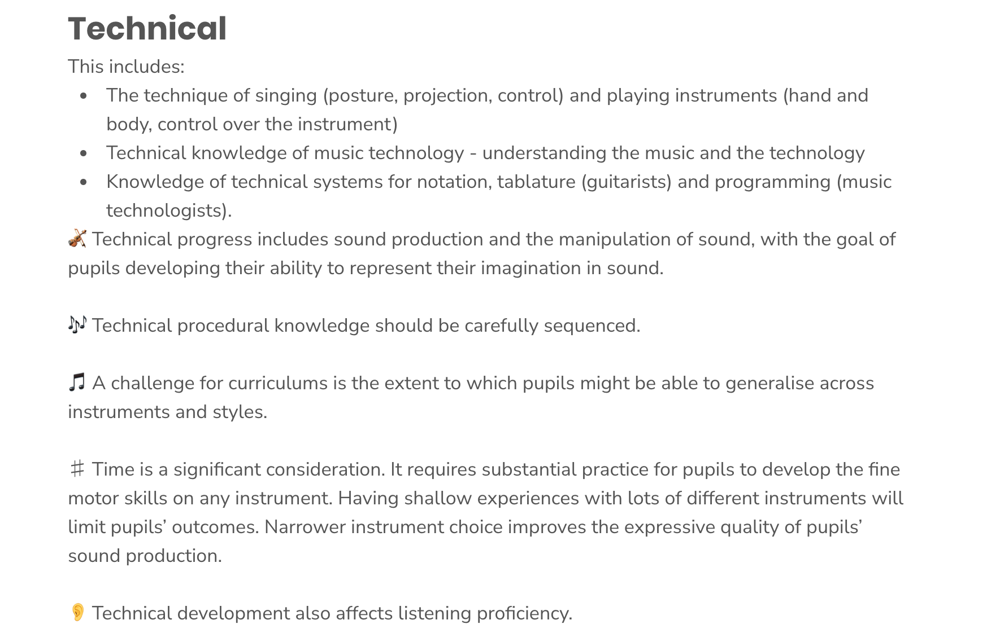 Technical
This includes:
• The technique of singing (posture, projection, control) and playing instruments (hand and
body, control over the instrument)
• Technical knowledge of music technology - understanding the music and the technology
• Knowledge of technical systems for notation, tablature (guitarists) and programming (music
technologists).
🎻 Technical progress includes sound production and the manipulation of sound, with the goal of
pupils developing their ability to represent their imagination in sound.
🎶 Technical procedural knowledge should be carefully sequenced.
🎵 A challenge for curriculums is the extent to which pupils might be able to generalise across
instruments and styles.
♯ Time is a significant consideration. It requires substantial practice for pupils to develop the fine
motor skills on any instrument. Having shallow experiences with lots of different instruments will
limit pupils’ outcomes. Narrower instrument choice improves the expressive quality of pupils’
sound production.
👂 Technical development also affects listening proficiency.